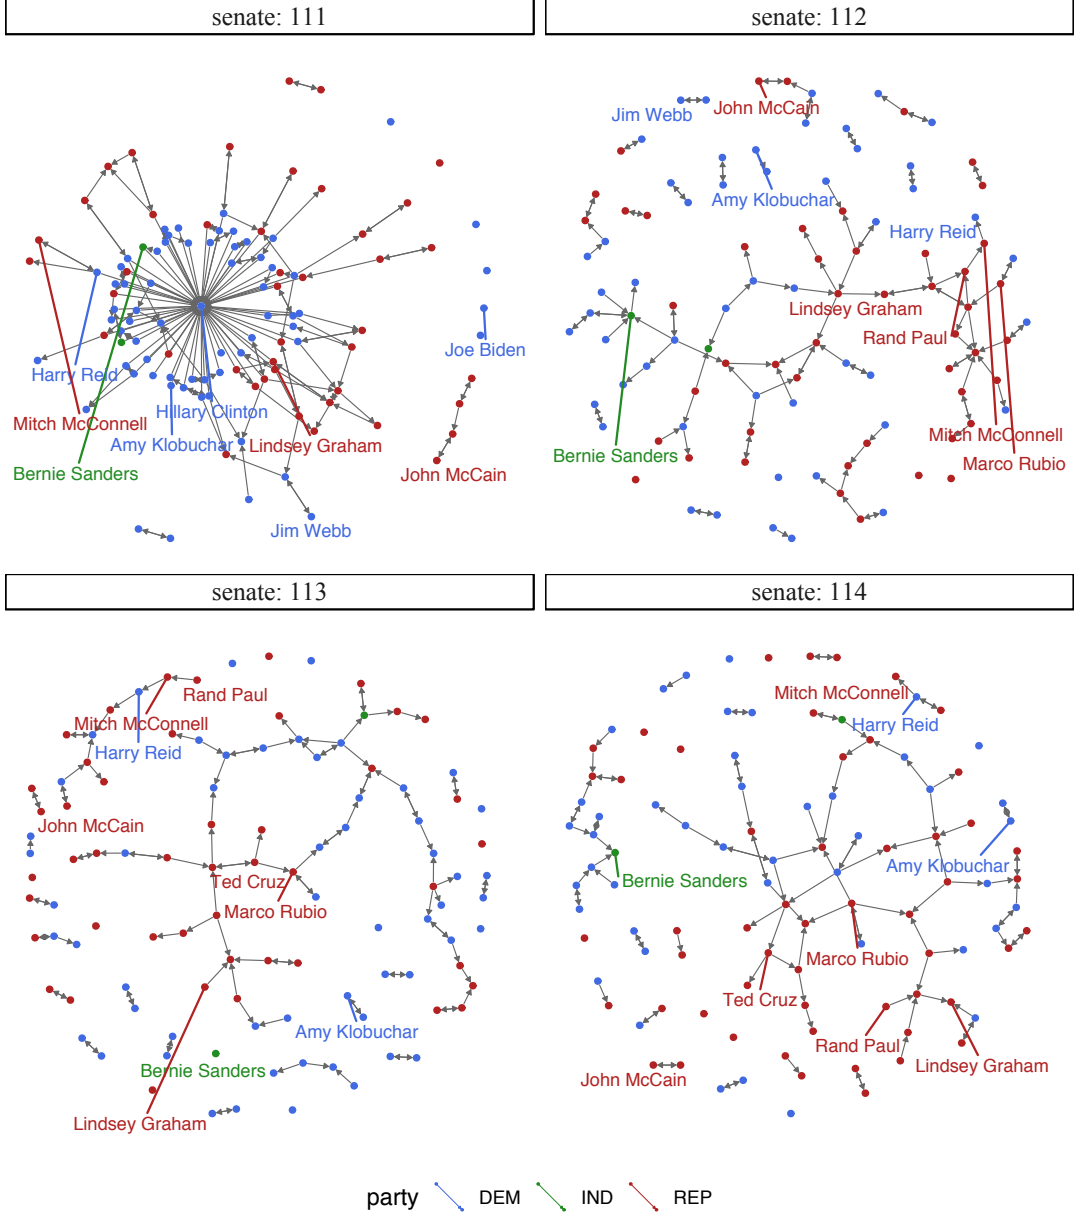 senate: 111
senate: 112
Jim Webb
John McCain
Amy Klobuchar
Harry Reid
Lindsey Graham
Rand Paul
Joe Biden
Harry Reid
Mitch McConnell
Hillary Clinton
Amy Klobuchar
Lindsey Graham
Bernie Sanders
John McCain
Jim Webb
Mitch McConnell
Bernie Sanders
Marco Rubio
senate: 113
senate: 114
Rand Paul
Mitch McConnell
Harry Reid
John McCain
Ted Cruz
Marco Rubio
Amy Klobuchar
Bernie Sanders
Lindsey Graham
Mitch McConnell
Harry Reid
Amy Klobuchar
Bernie Sanders
Marco Rubio
Ted Cruz
Rand Paul
Lindsey Graham
John McCain
party DEM IND REP